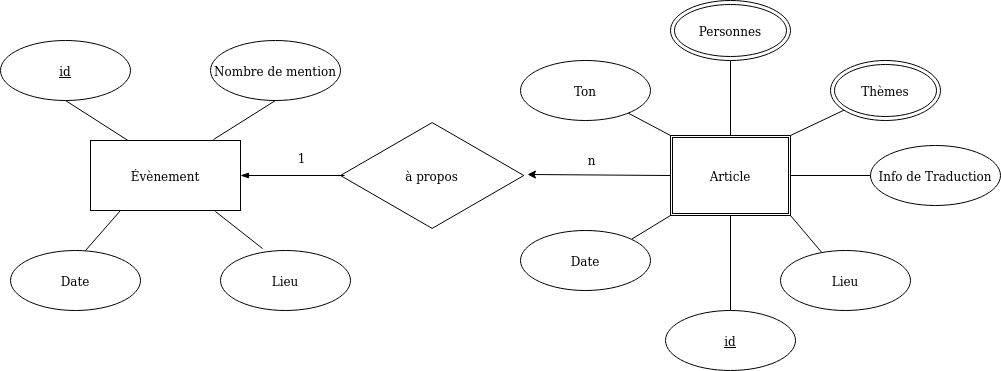 Personnes
id
Nombre de mention
Ton
Thèmes
1
n
Évènement
à propos
Article
Info de Traduction
Date
Date
Lieu
Lieu
id